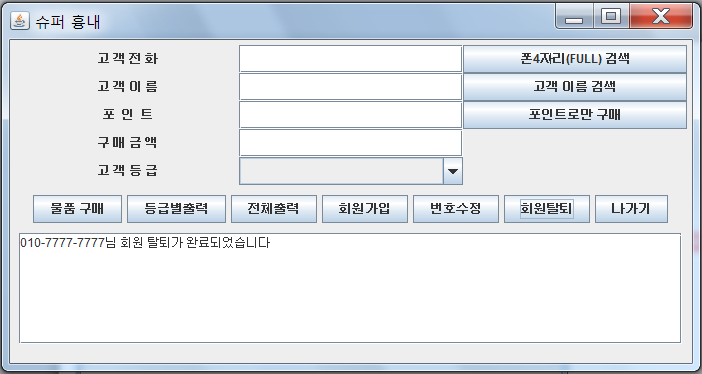 슈퍼 흉내
고객전화 폰4자리(FULL) 검색
고객이름 고객 이름 검색
포 인 트 포인트로만 구매
구매금액
고객등급
물품 구매 등급별출력 전체출력 회원가입 번호수정 회원탈퇴 나가기
010-7777-7777님 회원 탈퇴가 완료되었습니다